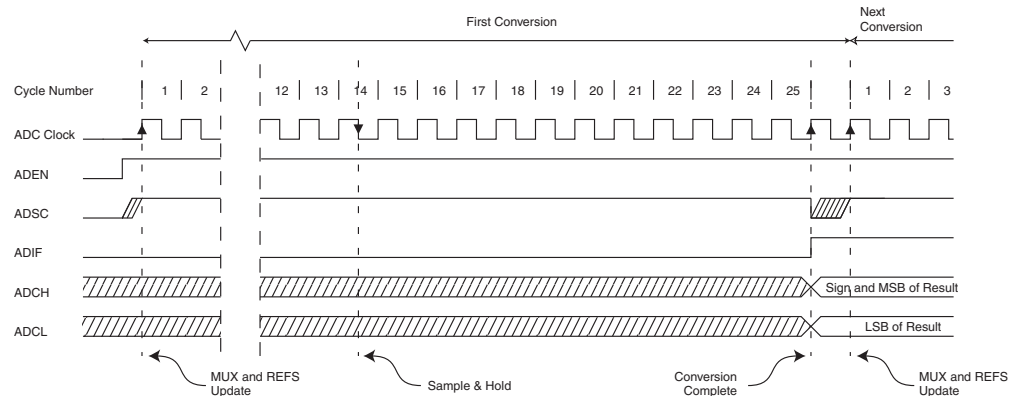 Next
Conversion
First Conversion
Cycle Number 1 2 12 13 14 15 16 17 18 19 20 21 22 23 24 25 1 2 3
ADC Clock
ADEN
ADSC
ADIF
ADCH
Sign and MSB of Result
ADCL
LSB of Result
MUX and REFS
Update
Sample & Hold
Conversion
Complete
MUX and REFS
Update